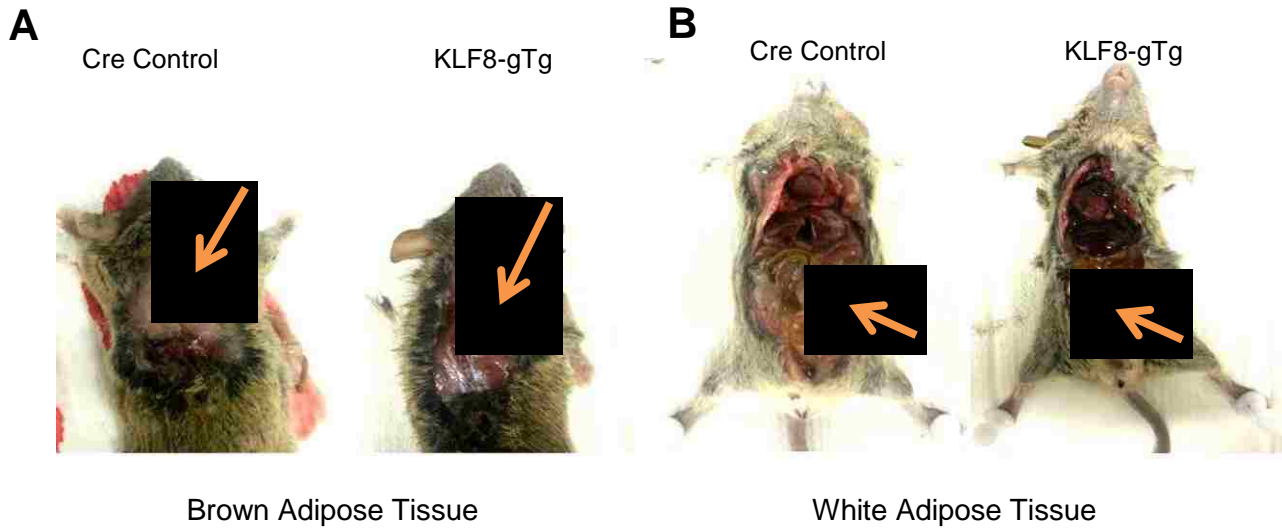 A
Cre Control
KLF8-gTg
Brown Adipose Tissue
B
Cre Control
KLF8-gTg
White Adipose Tissue